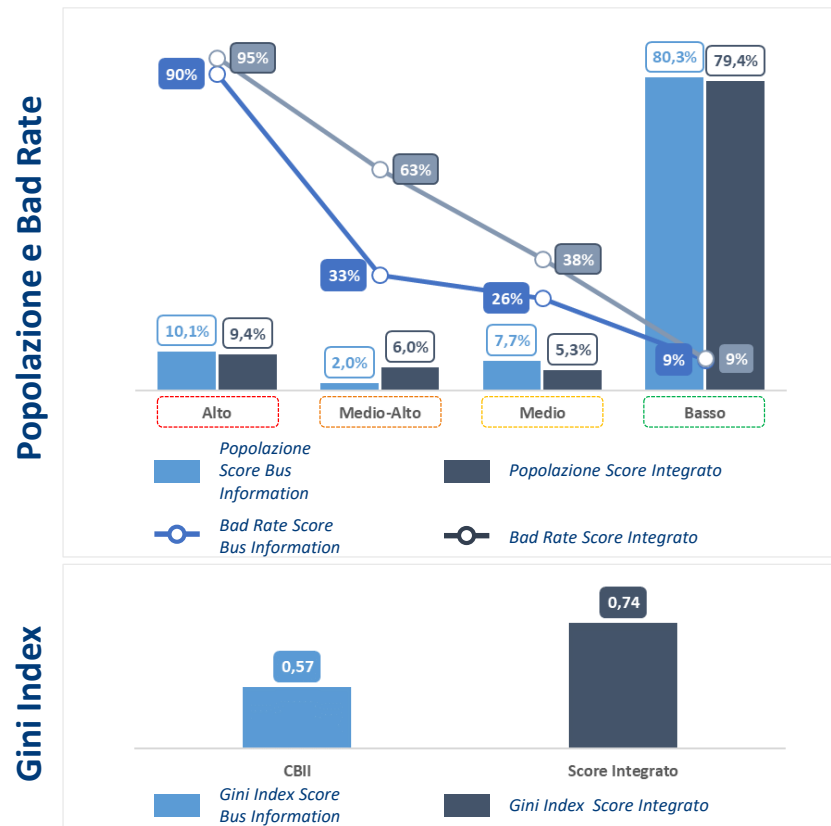 Popolazione e Bad Rate
95%
90%
80,3%
79,4%
63%
33%
38%
26%
10,1%
9,4%
2,0%
6,0%
7,7%
5,3%
9%
9%
Alto
Medio-Alto
Medio
Basso
Popolazione
Score Bus
Information
Popolazione Score Integrato
Bad Rate Score
Bus Information
Bad Rate Score Integrato
Gini Index
0,57
0,74
CBII
Score Integrato
Gini Index Score
Bus Information
Gini Index  Score Integrato